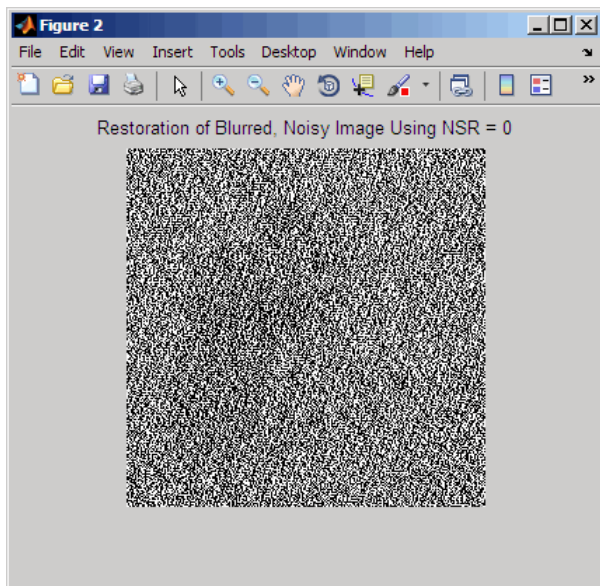 Figure 2
File Edit View Insert Tools Desktop Window Help
Restoration of Blurred, Noisy Image Using NSR = 0